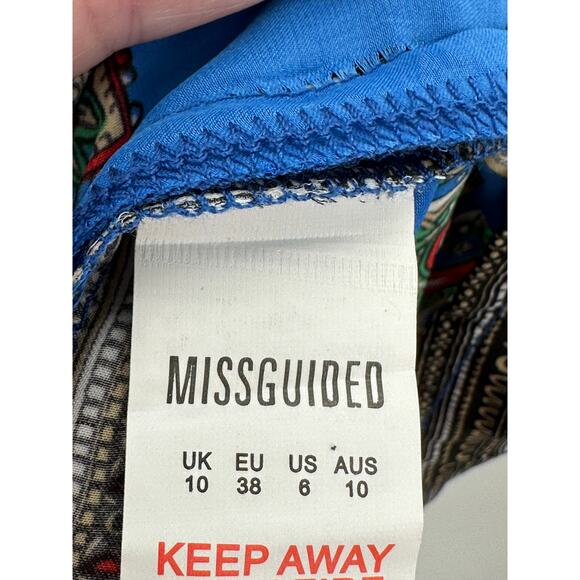 MISSGUIDED
UK EU US AUS
10 38 6 10
KEEP AWAY